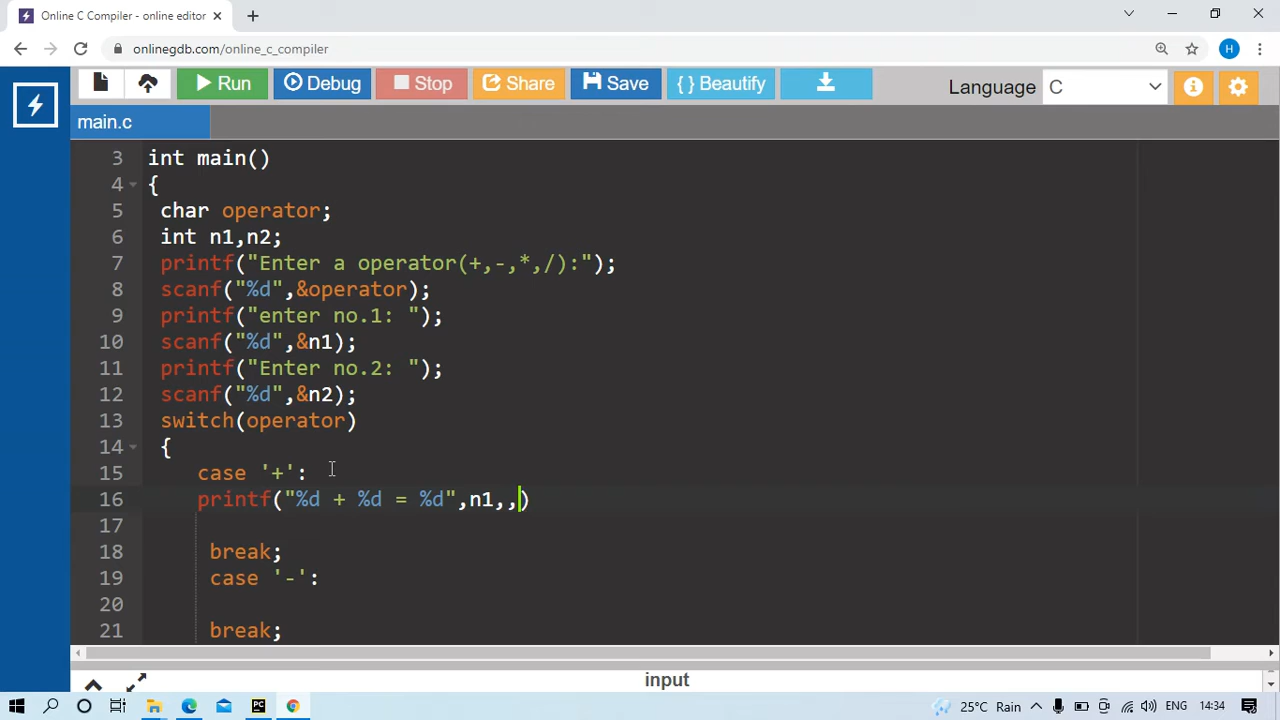 Online C Compiler - online editor
onlinegdb.com/online_c_compiler
H
Run Debug Stop Share Save { } Beautify Language C
main.c
3 int main()
4 {
5 char operator;
6 int n1,n2;
7 printf("Enter a operator(+,-,*,/):");
8 scanf("%d",&operator);
9 printf("enter no.1: ");
10 scanf("%d",&n1);
11 printf("Enter no.2: ");
12 scanf("%d",&n2);
13 switch(operator)
14 {
15 case '+':
16 printf("%d + %d = %d",n1,,)
17
18 break;
19 case '-':
20
21 break;
input
PC 25°C Rain ENG 14:34